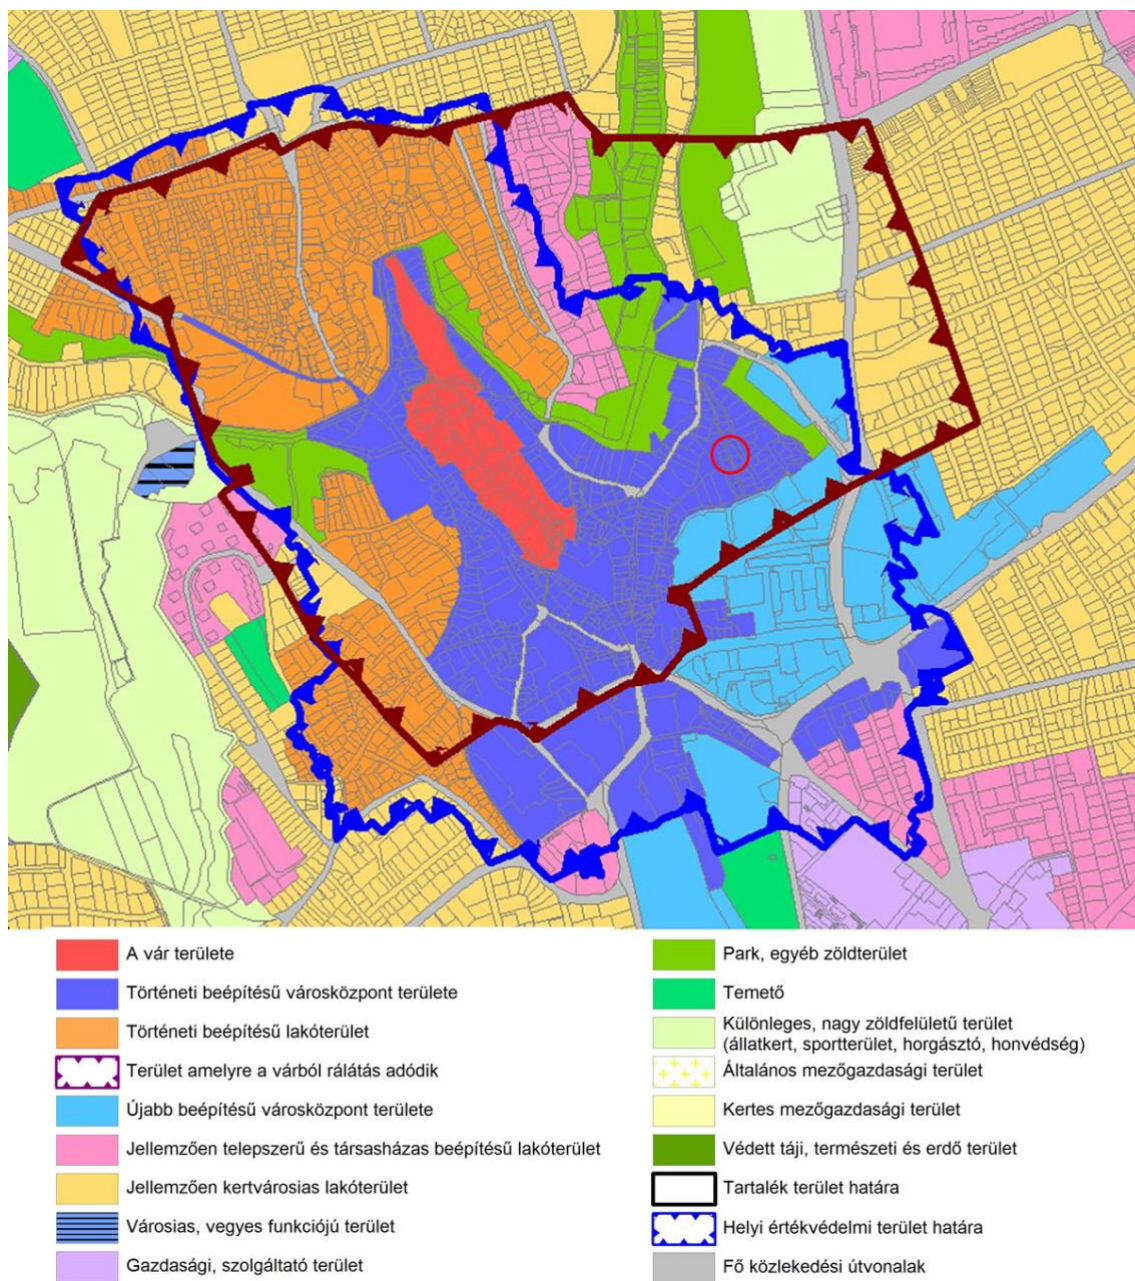 A vár területe
Történeti beépítésű városközpont területe
Történeti beépítésű lakóterület
Terület amelyre a várból rálátás adódik
Újabb beépítésű városközpont területe
Jellemzően telepszerű és társasházas beépítésű lakóterület
Jellemzően kertvárosias lakóterület
Városias, vegyes funkciójú terület
Gazdasági, szolgáltató terület
Park, egyéb zöldterület
Temető
Különleges, nagy zöldfelületű terület
(állatkert, sportterület, horgásztó, honvédség)
Általános mezőgazdasági terület
Kertes mezőgazdasági terület
Védett táji, természeti és erdő terület
Tartalék terület határa
Helyi értékvédelmi terület határa
Fő közlekedési útvonalak